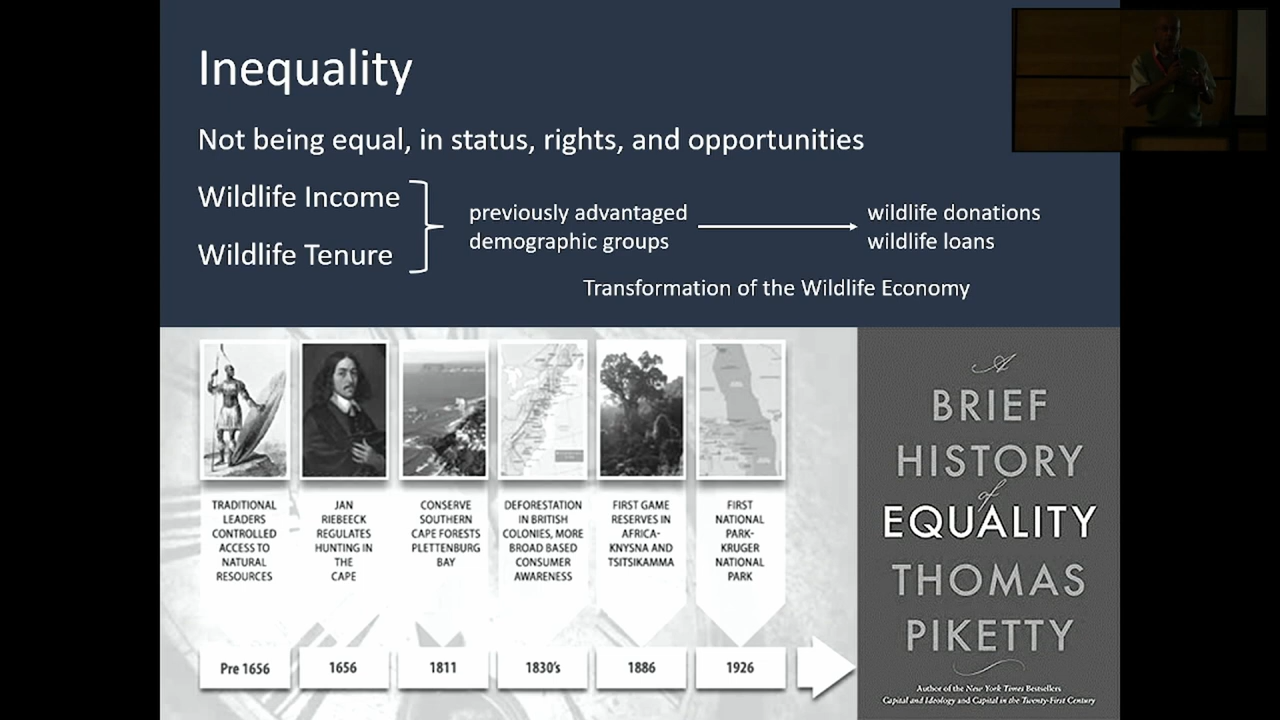 Inequality
Not being equal, in status, rights, and opportunities
Wildlife Income
Wildlife Tenure
previously advantaged
demographic groups
wildlife donations
wildlife loans
Transformation of the Wildlife Economy
TRADITIONAL
LEADERS
CONTROLLED
ACCESS TO
NATURAL
RESOURCES
Pre 1656
JAN
RIEBEECK
REGULATES
HUNTING IN
THE
CAPE
1656
CONSERVE
SOUTHERN
CAPE FORESTS
PLETTENBURG
BAY
1811
DEFORESTATION
IN BRITISH
COLONIES, MORE
BROAD BASED
CONSUMER
AWARENESS
1830's
FIRST GAME
RESERVES IN
AFRICA-
KNYSNA AND
TSITSIKAMMA
1886
FIRST
NATIONAL
PARK-
KRUGER
NATIONAL
PARK
1926
A
BRIEF
HISTORY
of
EQUALITY
THOMAS
PIKETTY
Author of the New York Times Bestsellers
Capital and Ideology and Capital in the Twenty-First Century